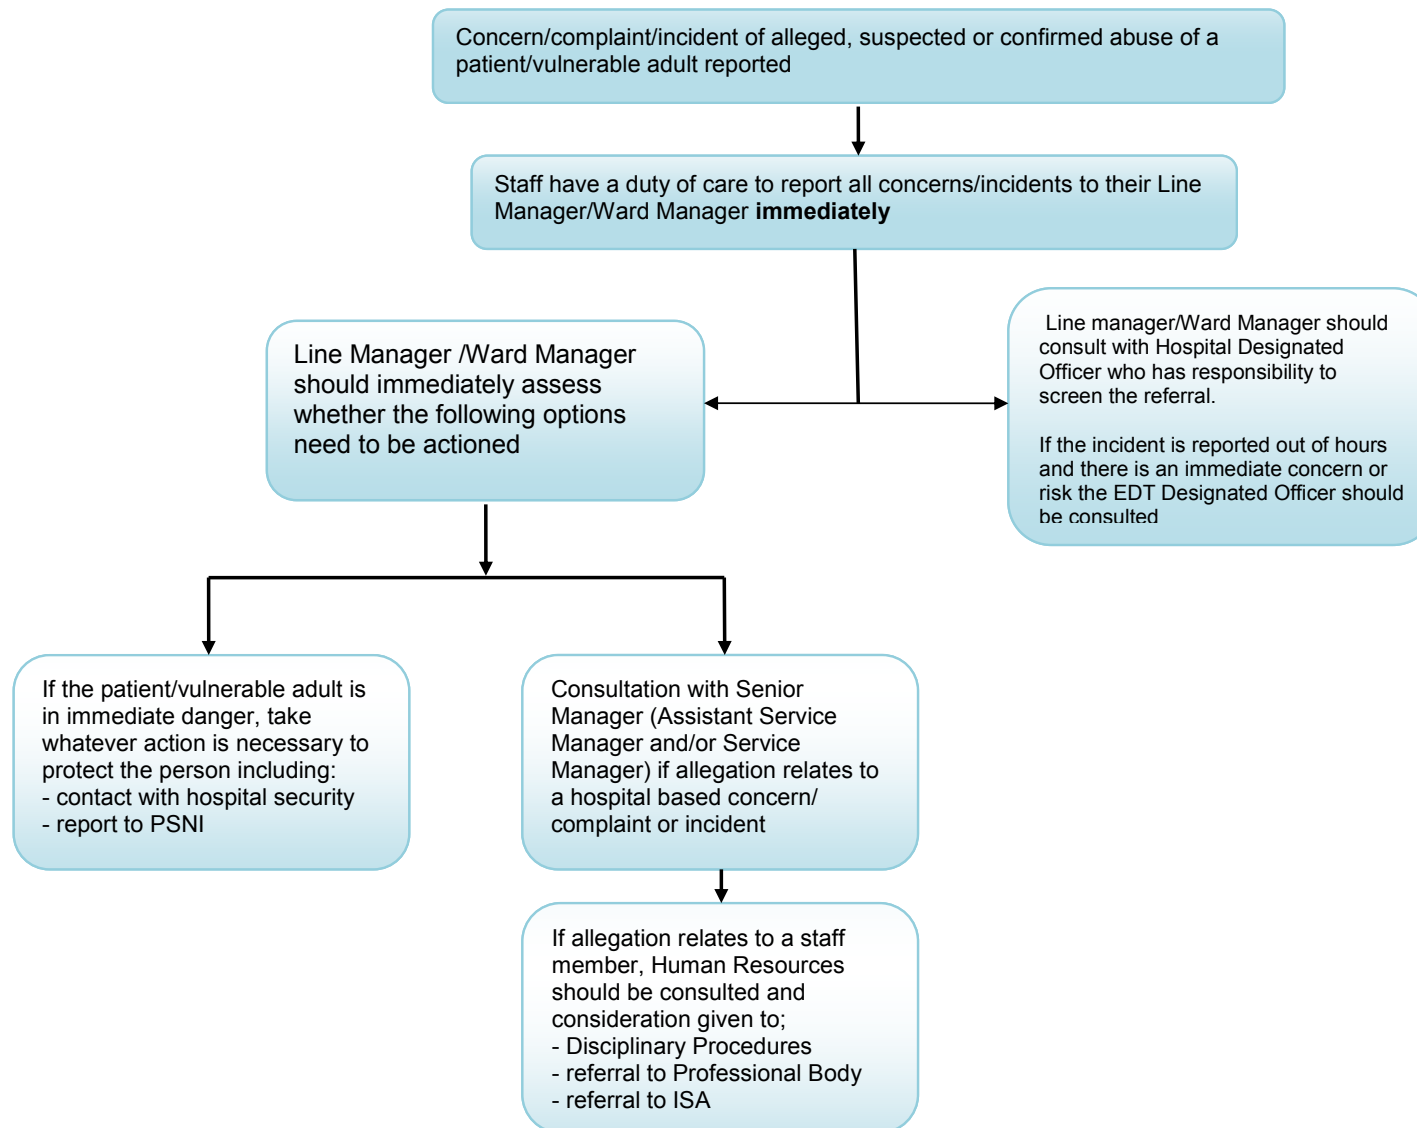 Concern/complaint/incident of alleged, suspected or confirmed abuse of a
patient/vulnerable adult reported
Staff have a duty of care to report all concerns/incidents to their Line
Manager/Ward Manager immediately
Line Manager /Ward Manager
should immediately assess
whether the following options
need to be actioned
Line manager/Ward Manager should
consult with Hospital Designated
Officer who has responsibility to
screen the referral.
If the incident is reported out of hours
and there is an immediate concern or
risk the EDT Designated Officer should
be consulted
If the patient/vulnerable adult is
in immediate danger, take
whatever action is necessary to
protect the person including:
- contact with hospital security
- report to PSNI
Consultation with Senior
Manager (Assistant Service
Manager and/or Service
Manager) if allegation relates to
a hospital based concern/
complaint or incident
If allegation relates to a staff
member, Human Resources
should be consulted and
consideration given to;
- Disciplinary Procedures
- referral to Professional Body
- referral to ISA